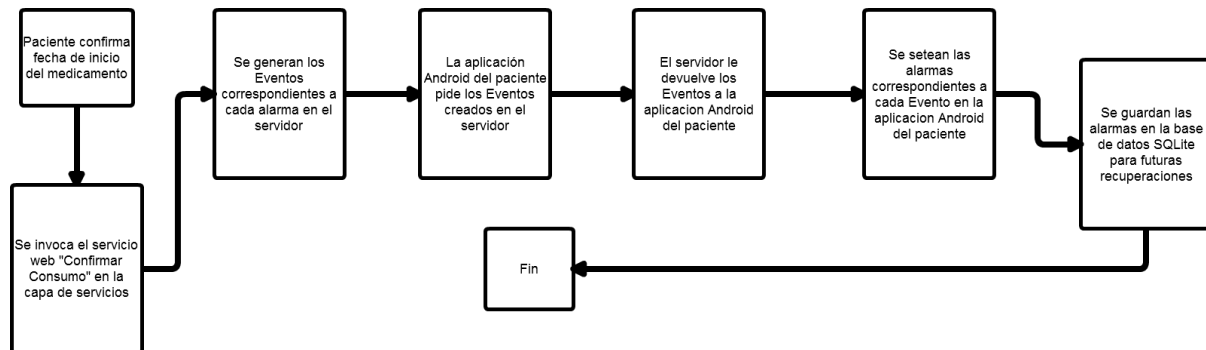 Paciente confirma
fecha de inicio
del medicamento
Se invoca el servicio
web "Confirmar
Consumo" en la
capa de servicios
Se generan los
Eventos
correspondientes a
cada alarma en el
servidor
La aplicación
Android del paciente
pide los Eventos
creados en el
servidor
El servidor le
devuelve los
Eventos a la
aplicacion Android
del paciente
Se setean las
alarmas
correspondientes a
cada Evento en la
aplicacion Android
del paciente
Se guardan las
alarmas en la base
de datos SQLite
para futuras
recuperaciones
Fin